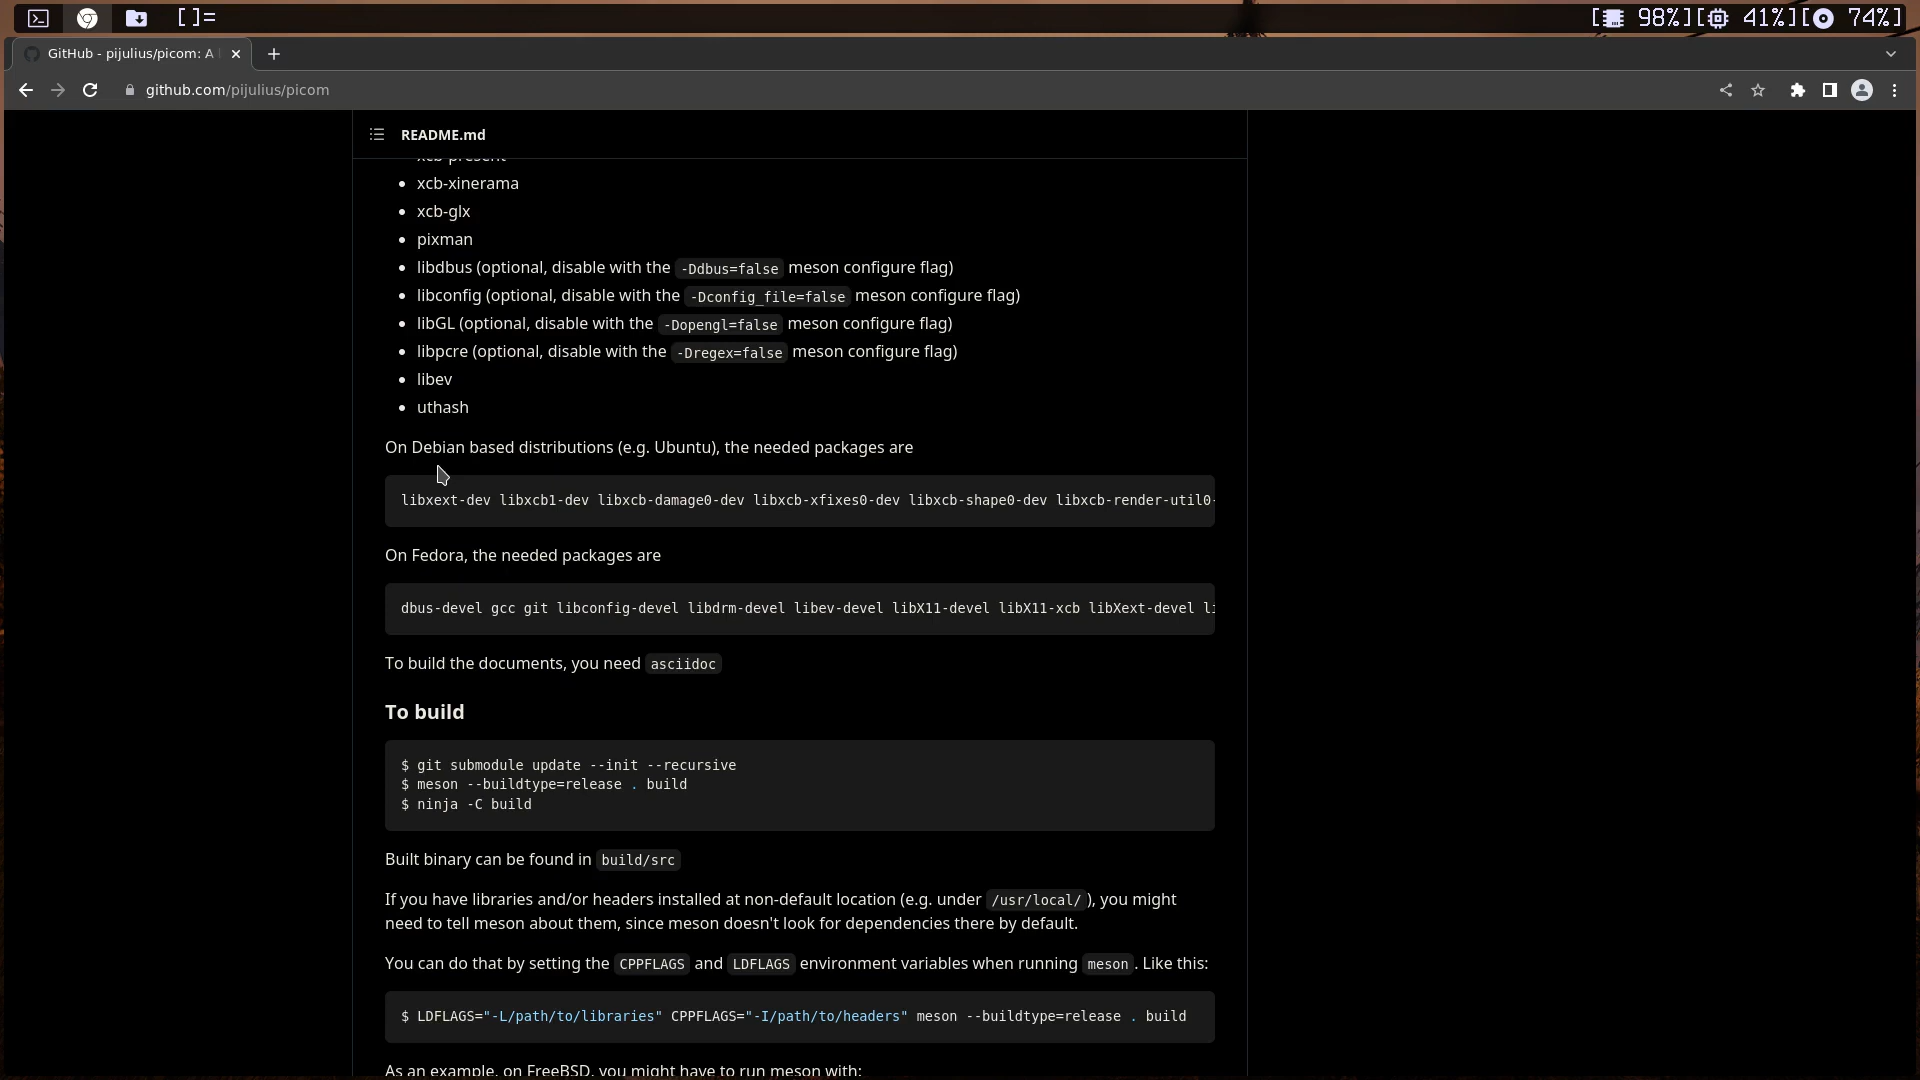 []=
[ 98%][ 41%][ 74%]
GitHub - pijulius/picom: A
github.com/pijulius/picom
README.md
xcb-present
xcb-xinerama
xcb-glx
pixman
libdbus (optional, disable with the -Ddbus=false meson configure flag)
libconfig (optional, disable with the -Dconfig_file=false meson configure flag)
libGL (optional, disable with the -Dopengl=false meson configure flag)
libpcre (optional, disable with the -Dregex=false meson configure flag)
libev
uthash
On Debian based distributions (e.g. Ubuntu), the needed packages are
libxext-dev libxcb1-dev libxcb-damage0-dev libxcb-xfixes0-dev libxcb-shape0-dev libxcb-render-util0-
On Fedora, the needed packages are
dbus-devel gcc git libconfig-devel libdrm-devel libev-devel libX11-devel libX11-xcb libXext-devel li
To build the documents, you need asciidoc
To build
$ git submodule update --init --recursive
$ meson --buildtype=release . build
$ ninja -C build
Built binary can be found in build/src
If you have libraries and/or headers installed at non-default location (e.g. under /usr/local/), you might
need to tell meson about them, since meson doesn't look for dependencies there by default.
You can do that by setting the CPPFLAGS and LDFLAGS environment variables when running meson. Like this:
$ LDFLAGS="-L/path/to/libraries" CPPFLAGS="-I/path/to/headers" meson --buildtype=release . build
As an example, on FreeBSD, you might have to run meson with: